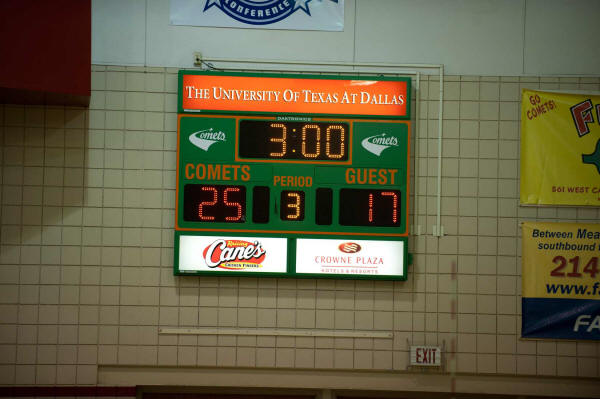 CONFERENCE
THE UNIVERSITY OF TEXAS AT DALLAS
DAKTRONICS
Comets 3:00 Comets
COMETS PERIOD GUEST
25 3 17
Raising
Cane's
CHICKEN FINGERS
CROWNE PLAZA
HOTELS & RESORTS
EXIT
GO
COMETS!
F
561 WEST CA
Between Mea
southbound f
214
www.
FA